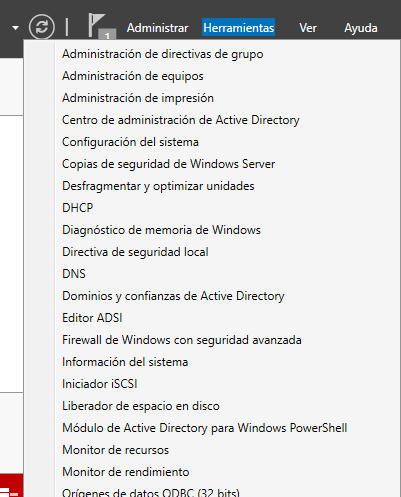 1
Administrar Herramientas Ver Ayuda
Administración de directivas de grupo
Administración de equipos
Administración de impresión
Centro de administración de Active Directory
Configuración del sistema
Copias de seguridad de Windows Server
Desfragmentar y optimizar unidades
DHCP
Diagnóstico de memoria de Windows
Directiva de seguridad local
DNS
Dominios y confianzas de Active Directory
Editor ADSI
Firewall de Windows con seguridad avanzada
Información del sistema
Iniciador iSCSI
Liberador de espacio en disco
Módulo de Active Directory para Windows PowerShell
Monitor de recursos
Monitor de rendimiento
Orígenes de datos ODBC (32 bits)